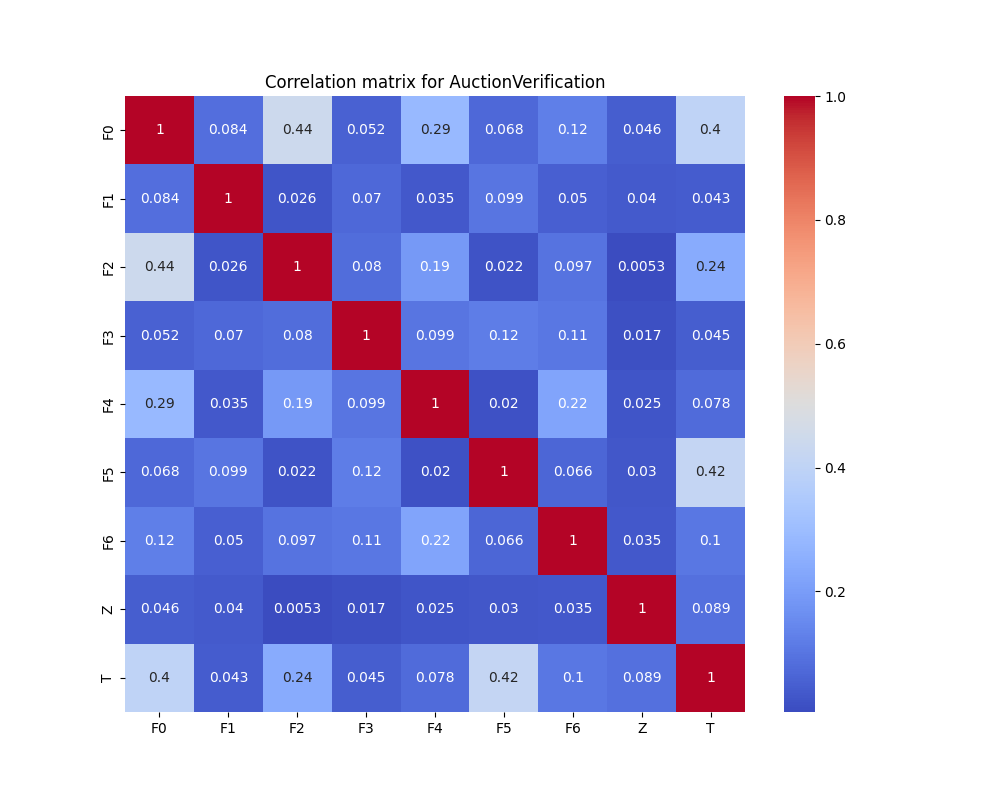 Correlation matrix for AuctionVerification
F0 1 0.084 0.44 0.052 0.29 0.068 0.12 0.046 0.4
F1 0.084 1 0.026 0.07 0.035 0.099 0.05 0.04 0.043
F2 0.44 0.026 1 0.08 0.19 0.022 0.097 0.0053 0.24
F3 0.052 0.07 0.08 1 0.099 0.12 0.11 0.017 0.045
F4 0.29 0.035 0.19 0.099 1 0.02 0.22 0.025 0.078
F5 0.068 0.099 0.022 0.12 0.02 1 0.066 0.03 0.42
F6 0.12 0.05 0.097 0.11 0.22 0.066 1 0.035 0.1
Z 0.046 0.04 0.0053 0.017 0.025 0.03 0.035 1 0.089
T 0.4 0.043 0.24 0.045 0.078 0.42 0.1 0.089 1
F0 F1 F2 F3 F4 F5 F6 Z T
1.0
0.8
0.6
0.4
0.2